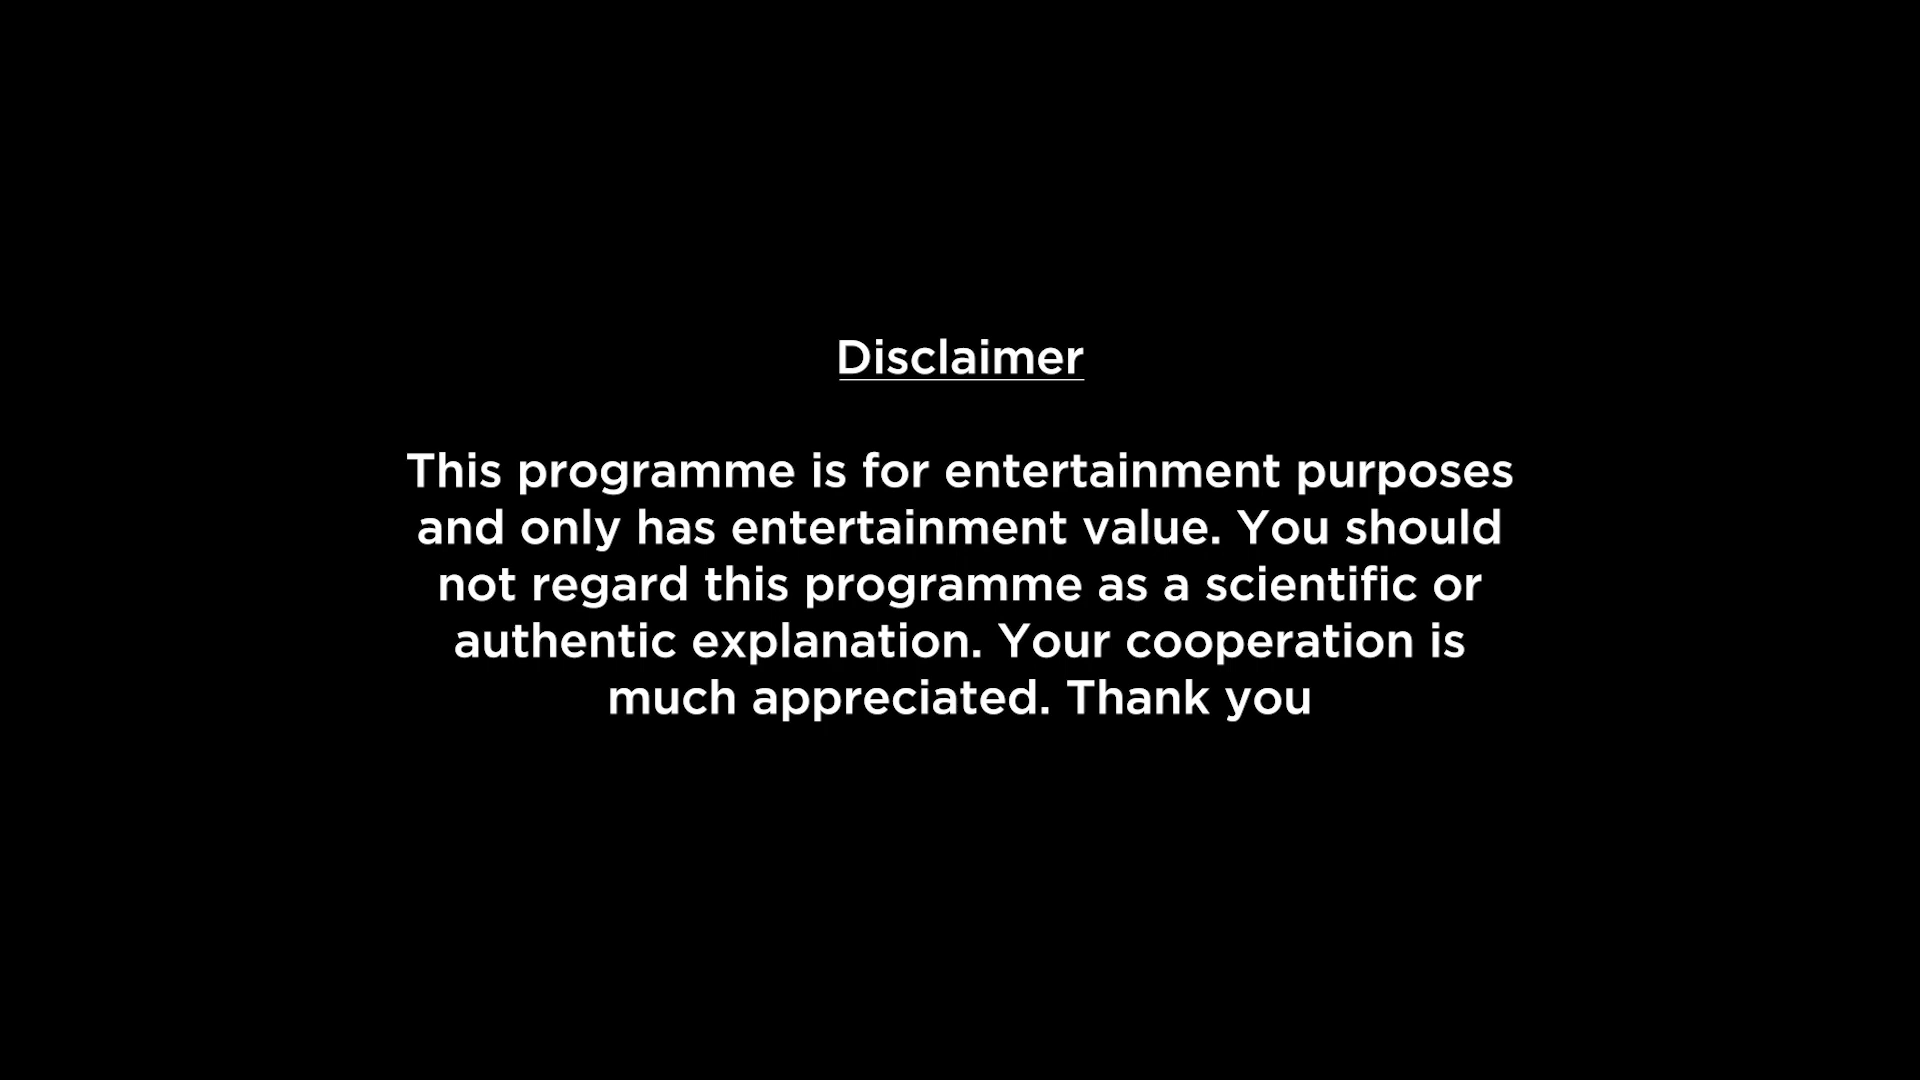 Disclaimer
This programme is for entertainment purposes
and only has entertainment value. You should
not regard this programme as a scientific or
authentic explanation. Your cooperation is
much appreciated. Thank you